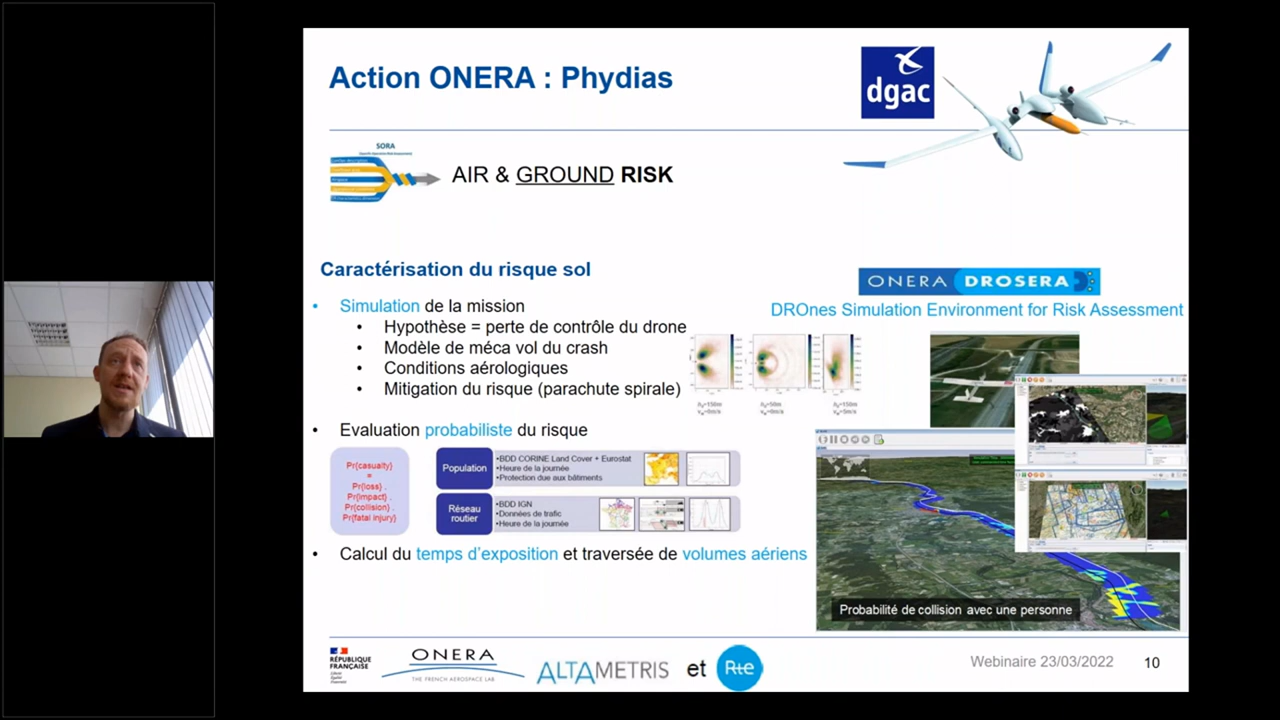 Action ONERA : Phydias
dgac
SORA
AIR & GROUND RISK
Caractérisation du risque sol
• Simulation de la mission
• Hypothèse = perte de contrôle du drone
• Modèle de méca vol du crash
• Conditions aérologiques
• Mitigation du risque (parachute spirale)
ONERA DROSERA
DROnes Simulation Environment for Risk Assessment
• Evaluation probabiliste du risque
Pr{casualty}
=
Pr{loss} .
Pr{impact} .
Pr{collision} .
Pr{fatal injury}
Population
•BDD CORINE Land Cover + Eurostat
•Heure de la journée
•Protection due aux bâtiments
Réseau routier
•BDD IGN
•Données de trafic
•Heure de la journée
• Calcul du temps d'exposition et traversée de volumes aériens
Probabilité de collision avec une personne
RÉPUBLIQUE
FRANÇAISE
ONERA
THE FRENCH AEROSPACE LAB
ALTAMETRIS et Rte
Webinaire 23/03/2022 10